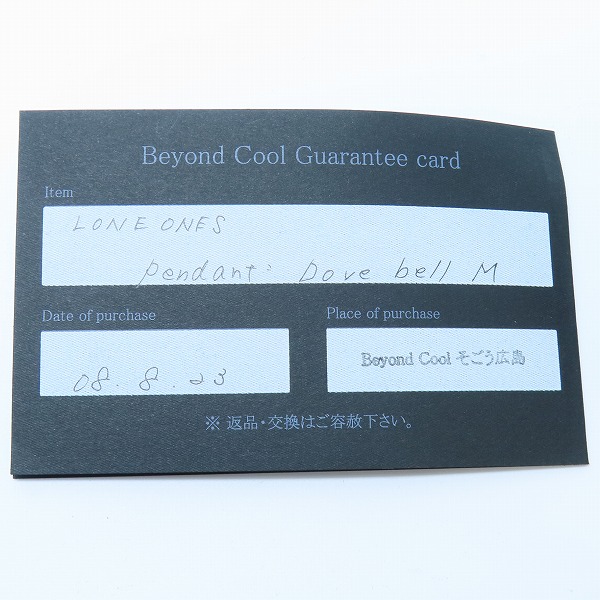 Beyond Cool Guarantee card
Item
LONE ONES
pendant: Dove bell M
Date of purchase
Place of purchase
08.8.23
Beyond Cool そごう広島
※ 返品・交換はご容赦下さい。